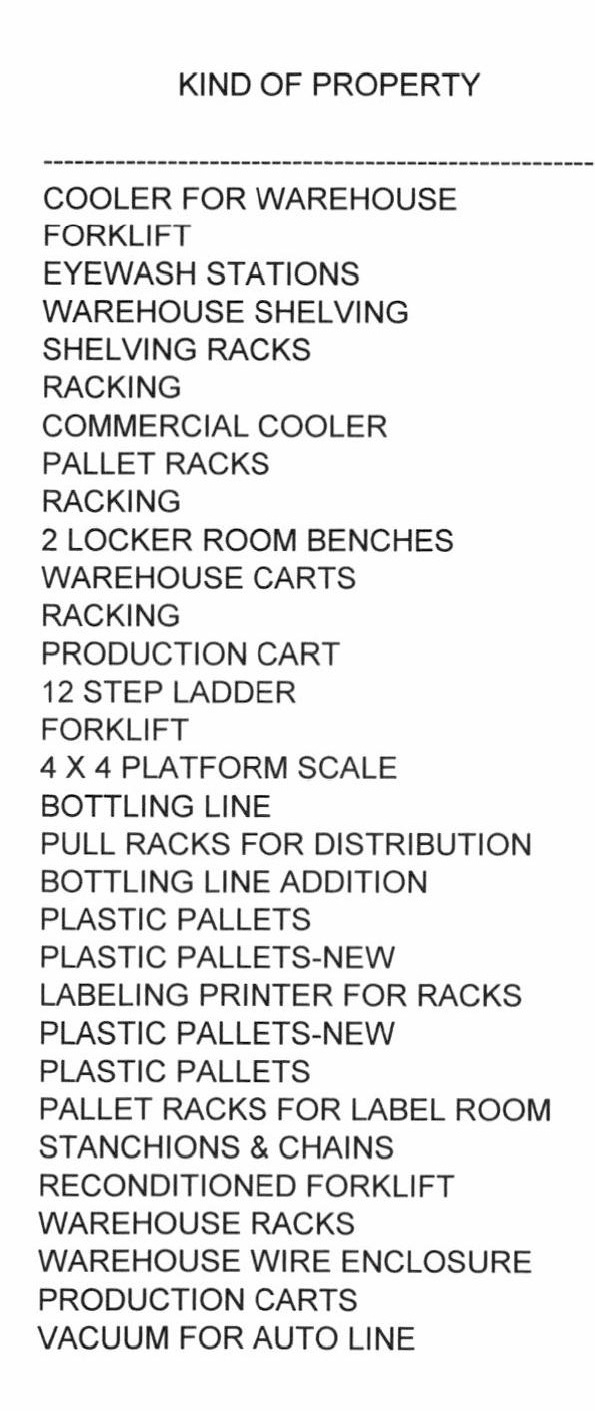 KIND OF PROPERTY
------------------------------------------------------
COOLER FOR WAREHOUSE
FORKLIFT
EYEWASH STATIONS
WAREHOUSE SHELVING
SHELVING RACKS
RACKING
COMMERCIAL COOLER
PALLET RACKS
RACKING
2 LOCKER ROOM BENCHES
WAREHOUSE CARTS
RACKING
PRODUCTION CART
12 STEP LADDER
FORKLIFT
4 X 4 PLATFORM SCALE
BOTTLING LINE
PULL RACKS FOR DISTRIBUTION
BOTTLING LINE ADDITION
PLASTIC PALLETS
PLASTIC PALLETS-NEW
LABELING PRINTER FOR RACKS
PLASTIC PALLETS-NEW
PLASTIC PALLETS
PALLET RACKS FOR LABEL ROOM
STANCHIONS & CHAINS
RECONDITIONED FORKLIFT
WAREHOUSE RACKS
WAREHOUSE WIRE ENCLOSURE
PRODUCTION CARTS
VACUUM FOR AUTO LINE